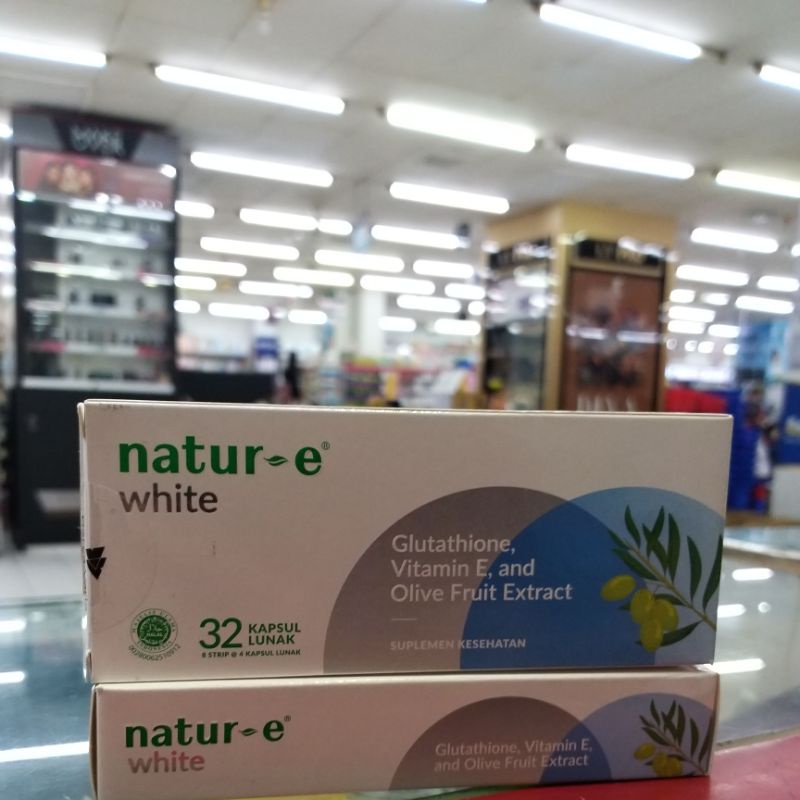 natur-e®
white
Glutathione,
Vitamin E, and
Olive Fruit Extract
SUPLEMEN KESEHATAN
32 KAPSUL
LUNAK
8 STRIP @ 4 KAPSUL LUNAK
natur-e®
white
Glutathione, Vitamin E,
and Olive Fruit Extract